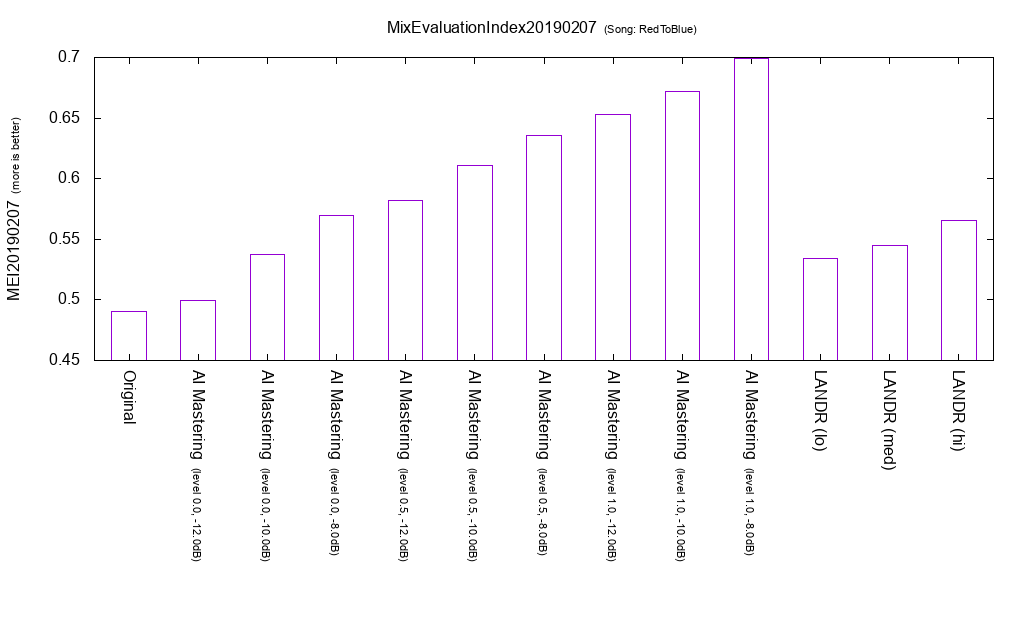 MixEvaluationIndex20190207 (Song: RedToBlue)
MEI20190207 (more is better)
0.7
0.65
0.6
0.55
0.5
0.45
Original
AI Mastering (level 0.0, -12.0dB)
AI Mastering (level 0.0, -10.0dB)
AI Mastering (level 0.0, -8.0dB)
AI Mastering (level 0.5, -12.0dB)
AI Mastering (level 0.5, -10.0dB)
AI Mastering (level 0.5, -8.0dB)
AI Mastering (level 1.0, -12.0dB)
AI Mastering (level 1.0, -10.0dB)
AI Mastering (level 1.0, -8.0dB)
LANDR (lo)
LANDR (med)
LANDR (hi)